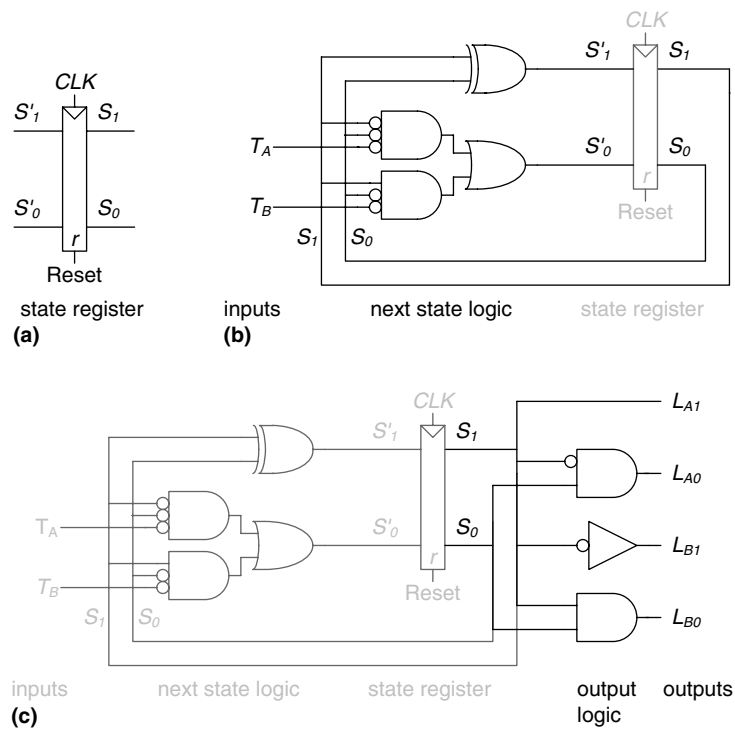 CLK
S'1 S1
S'0 S0
r
Reset
state register
(a)
CLK
S'1 S1
TA
S'0 S0
r
TB
Reset
S1 S0
inputs next state logic state register
(b)
CLK
LA1
S'1 S1
LA0
TA
S'0 S0
LB1
r
TB
Reset
LB0
S1 S0
inputs next state logic state register output logic outputs
(c)